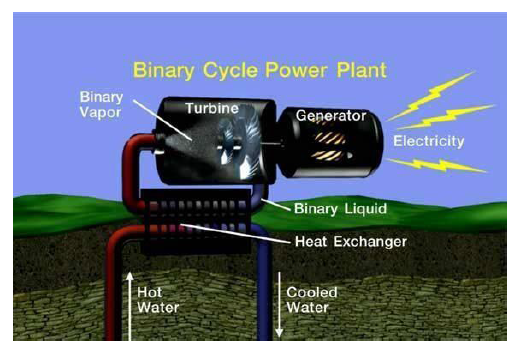 Binary Cycle Power Plant
Binary
Vapor
Turbine
Generator
Electricity
Binary Liquid
Heat Exchanger
Hot
Water
Cooled
Water